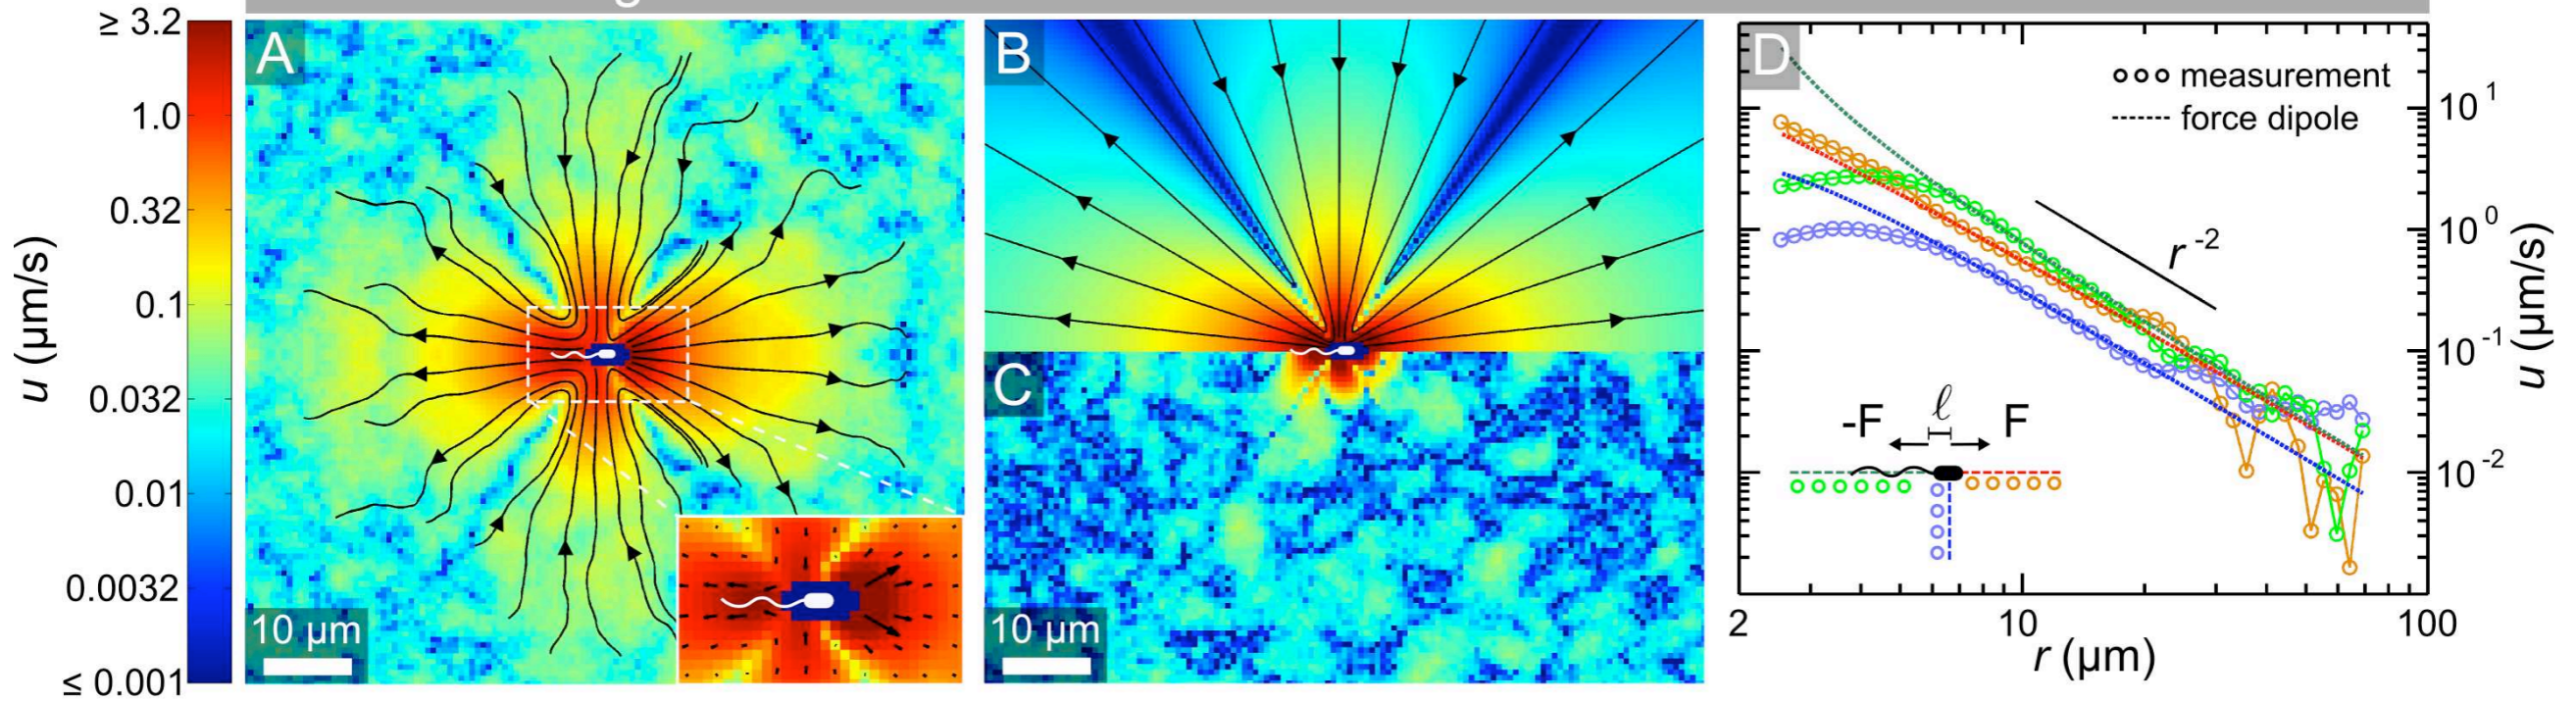 g
u (μm/s)
≥ 3.2
1.0
0.32
0.1
0.032
0.01
0.0032
≤ 0.001
A
10 μm
B
C
10 μm
D
ooo measurement
force dipole
r -2
-F
ℓ
F
10 1
10 0
10 -1
10 -2
u (μm/s)
2
10
100
r (μm)